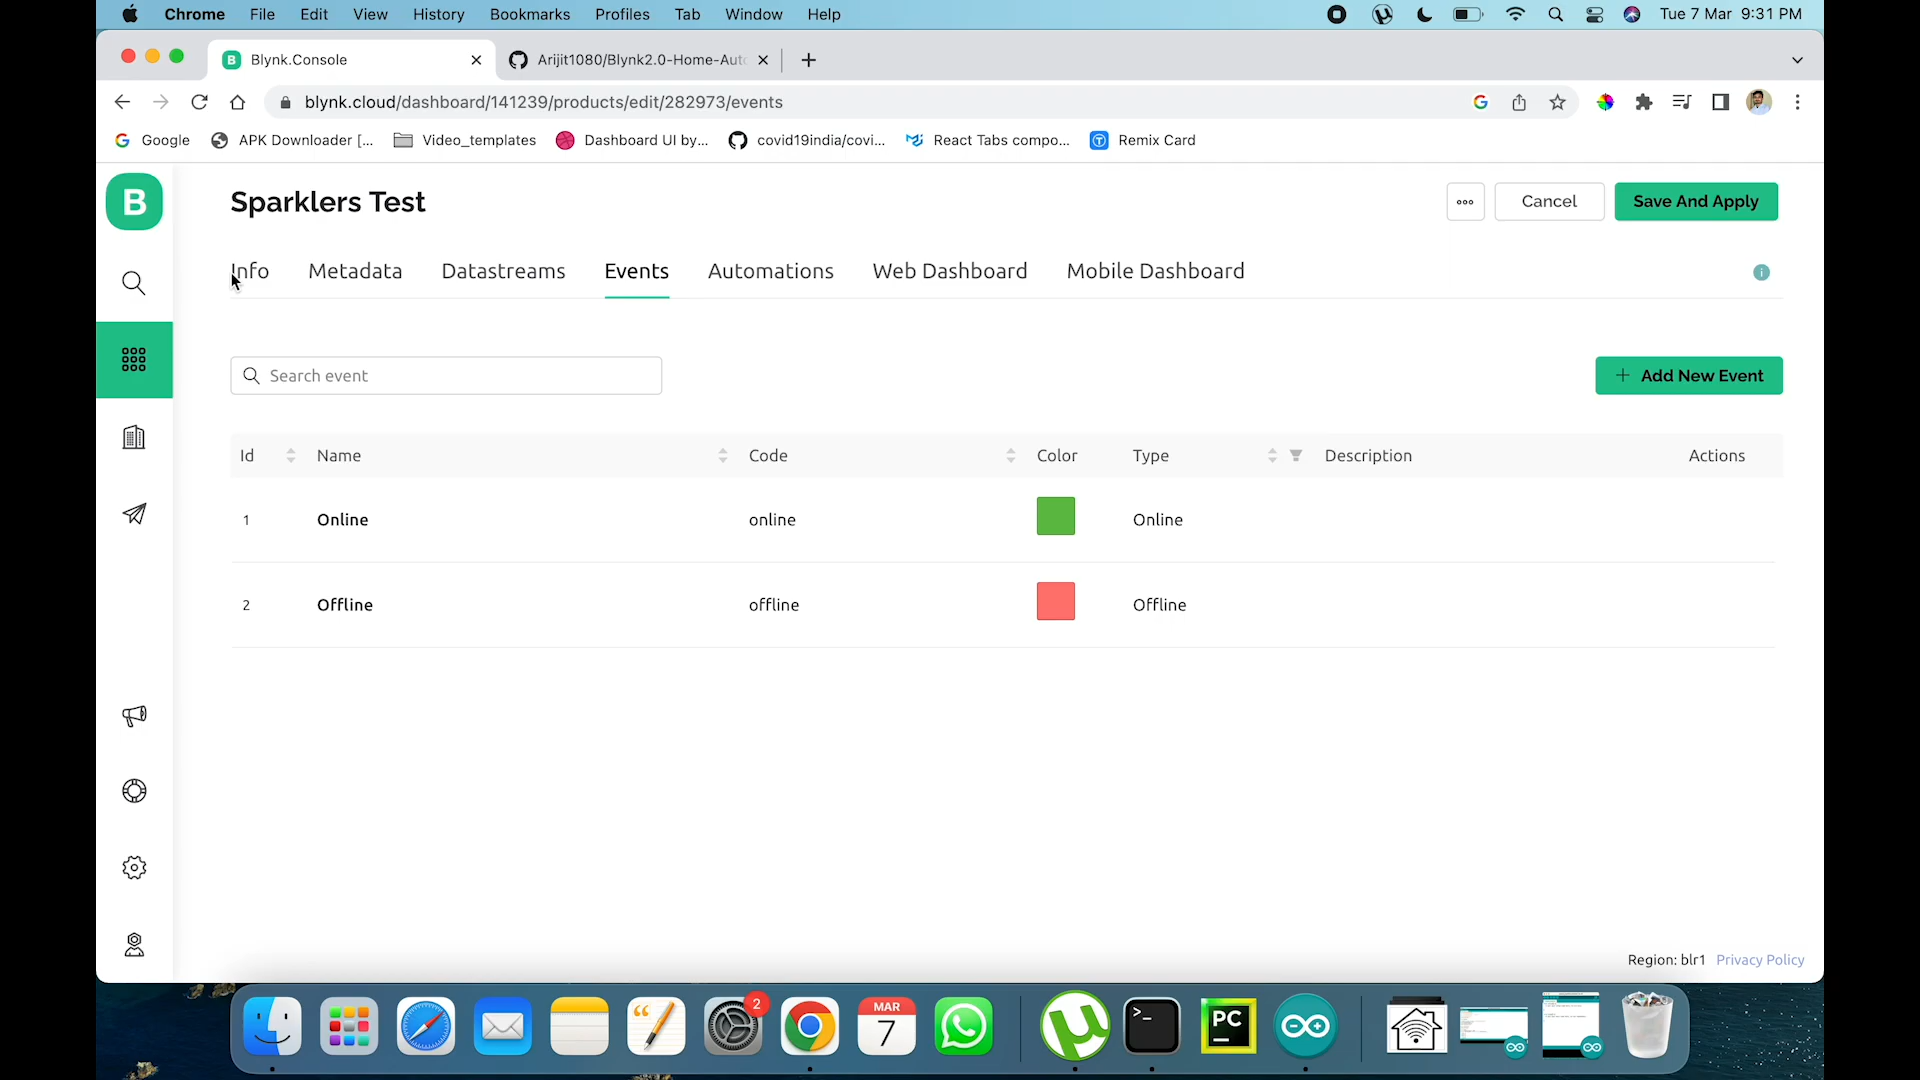 Chrome File Edit View History Bookmarks Profiles Tab Window Help Tue 7 Mar 9:31 PM
B Blynk.Console Arijit1080/Blynk2.0-Home-Auto
blynk.cloud/dashboard/141239/products/edit/282973/events
Google APK Downloader [... Video_templates Dashboard UI by... covid19india/covi... React Tabs compo... Remix Card
B
Sparklers Test
Cancel
Save And Apply
Info Metadata Datastreams Events Automations Web Dashboard Mobile Dashboard
Search event
+ Add New Event
Id Name Code Color Type Description Actions
1 Online online Online
2 Offline offline Offline
Region: blr1 Privacy Policy
2
MAR
7
>_
PC